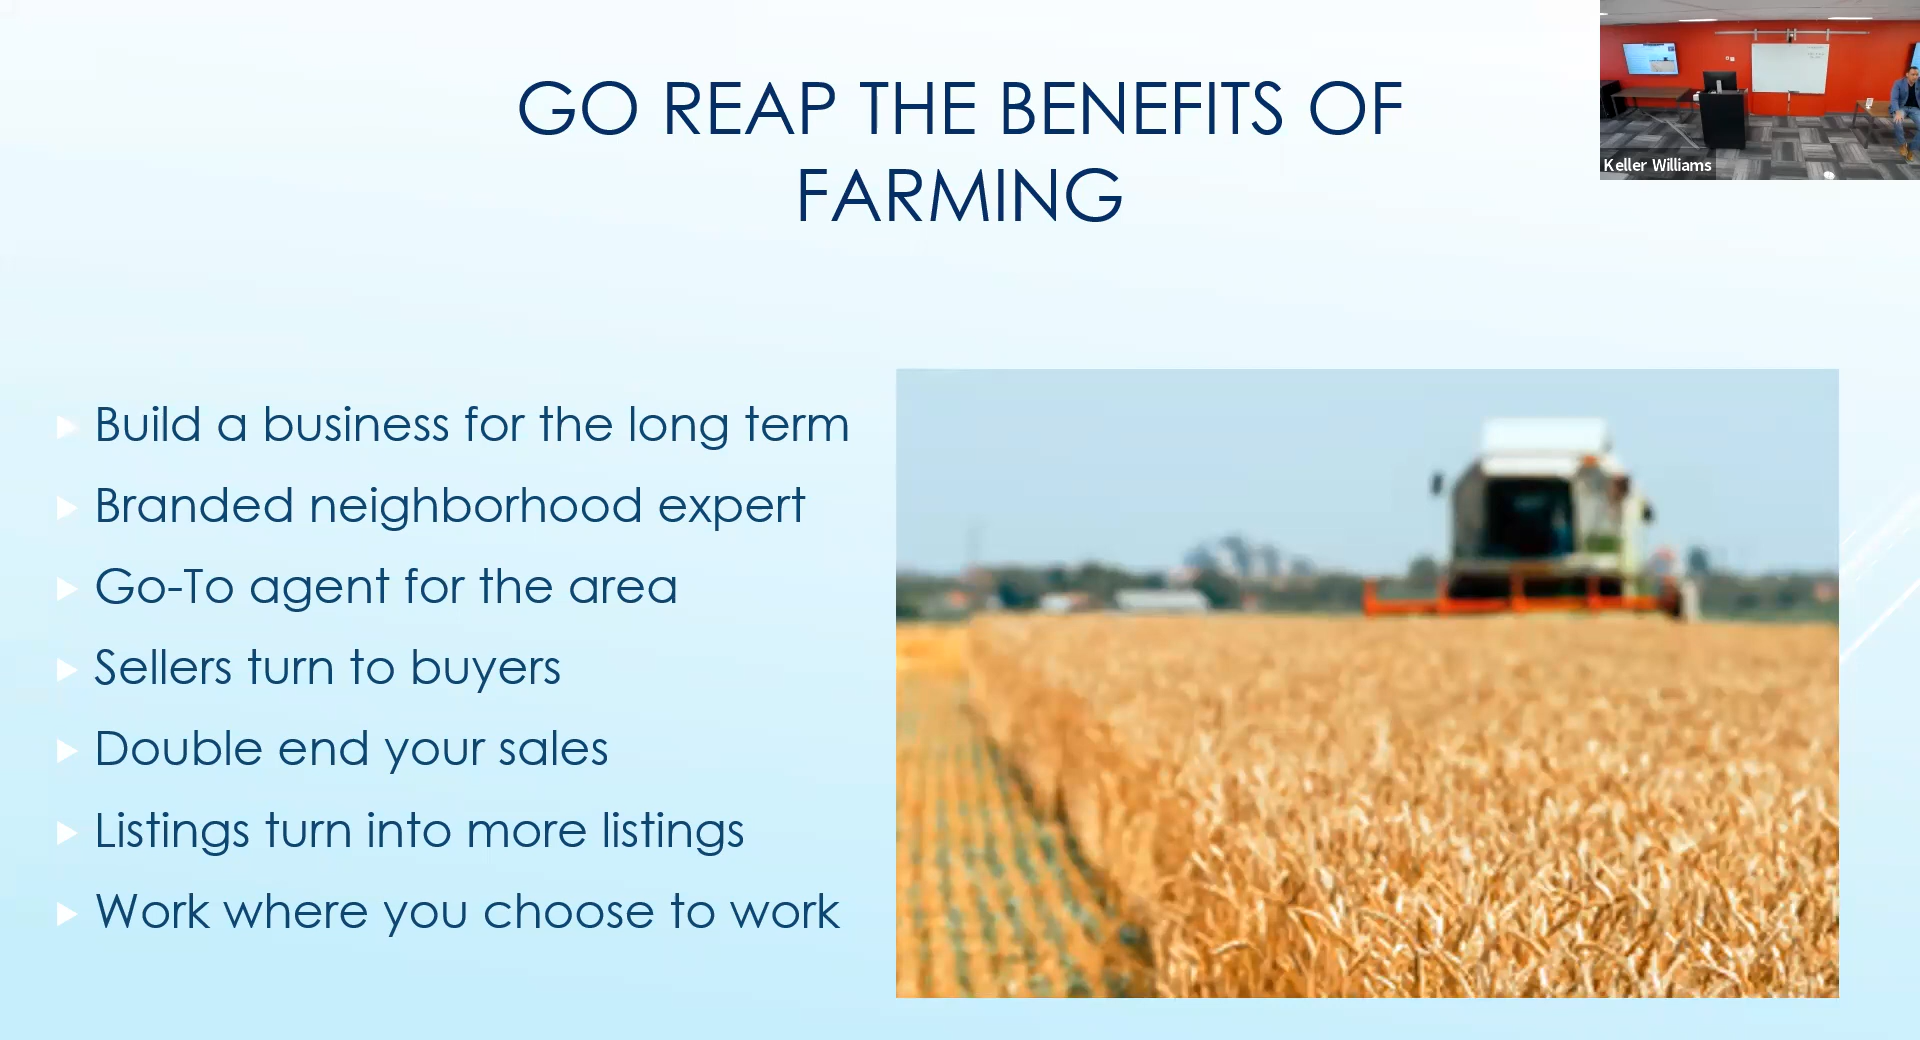 GO REAP THE BENEFITS OF
FARMING
Keller Williams
Build a business for the long term
Branded neighborhood expert
Go-To agent for the area
Sellers turn to buyers
Double end your sales
Listings turn into more listings
Work where you choose to work